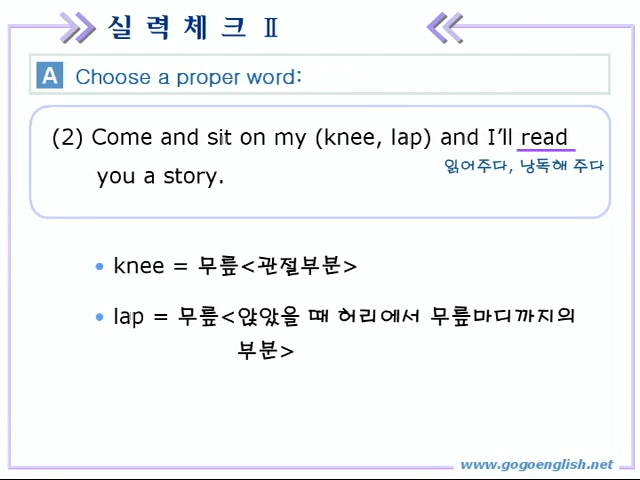 실력체크 Ⅱ
A Choose a proper word:
(2) Come and sit on my (knee, lap) and I'll read
읽어주다, 낭독해 주다
you a story.
• knee = 무릎<관절부분>
• lap = 무릎<앉았을 때 허리에서 무릎마디까지의
부분>
www.gogoenglish.net